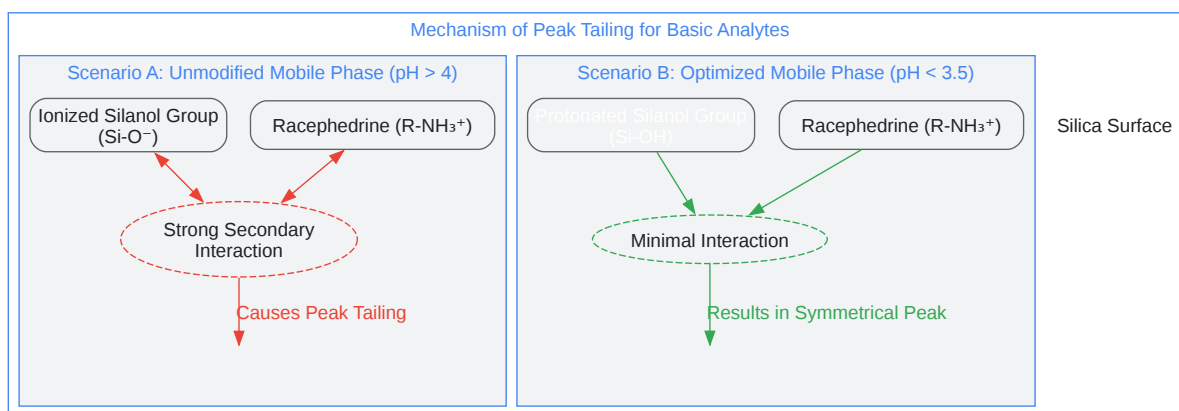 Mechanism of Peak Tailing for Basic Analytes
Scenario A: Unmodified Mobile Phase (pH > 4)
Ionized Silanol Group
(Si-O⁻)
Racephedrine (R-NH₃⁺)
Strong Secondary
Interaction
Causes Peak Tailing
Scenario B: Optimized Mobile Phase (pH < 3.5)
Protonated Silanol Group
(Si-OH)
Racephedrine (R-NH₃⁺)
Minimal Interaction
Results in Symmetrical Peak
Silica Surface